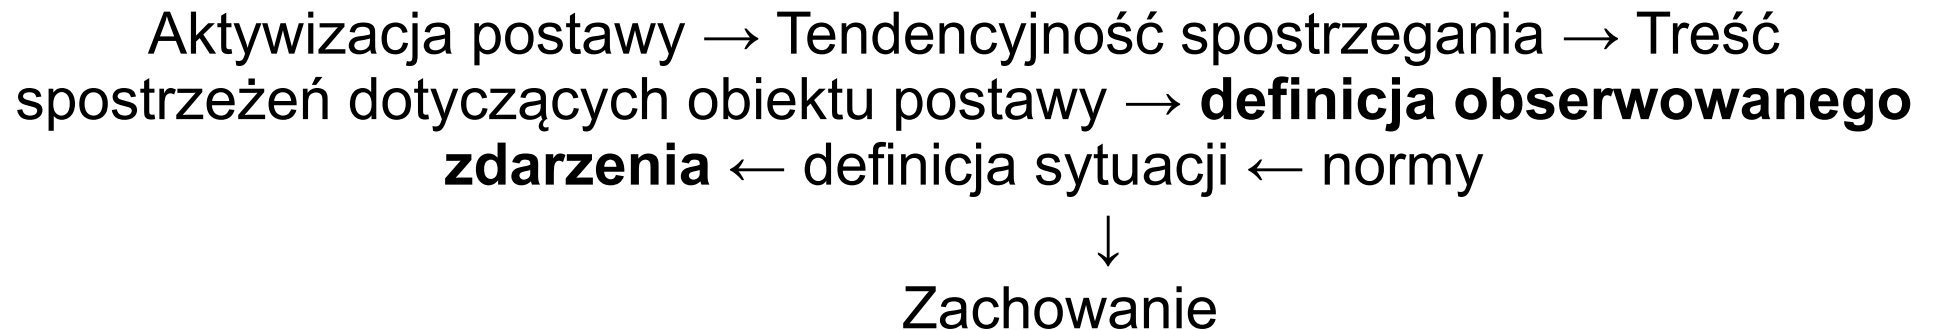 Aktywizacja postawy → Tendencyjność spostrzegania → Treść
spostrzeżeń dotyczących obiektu postawy → definicja obserwowanego
zdarzenia ← definicja sytuacji ← normy
↓
Zachowanie